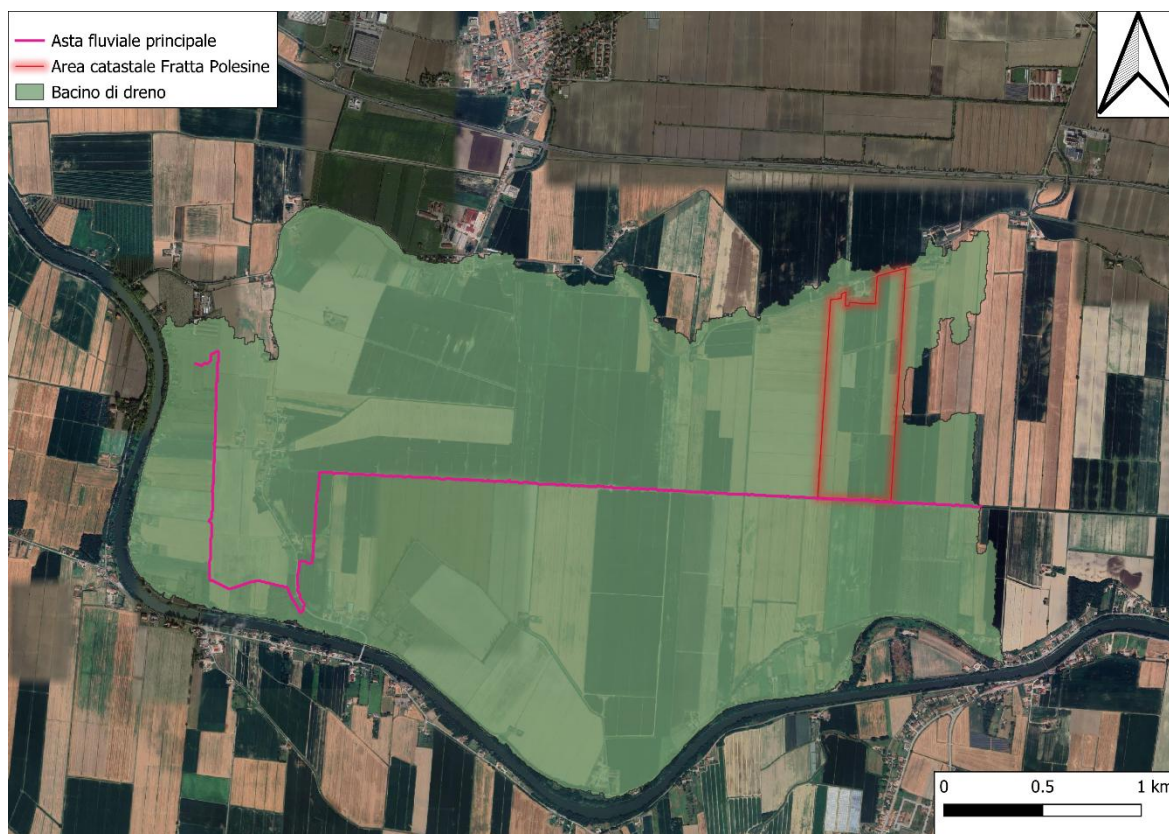 Asta fluviale principale
Area catastale Fratta Polesine
Bacino di dreno
0 0.5 1 km